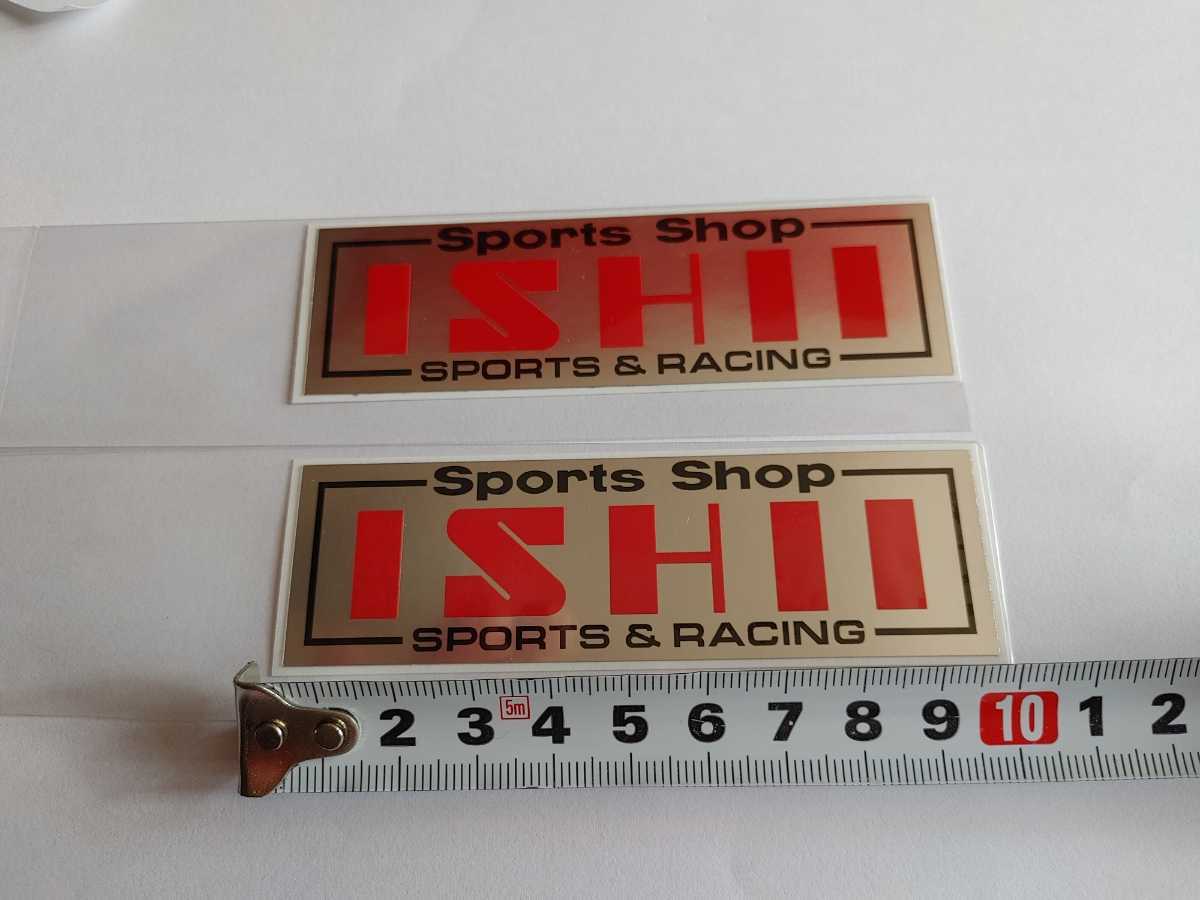 Sports Shop
ISHII
SPORTS & RACING
Sports Shop
ISHII
SPORTS & RACING
2 3 5m 4 5 6 7 8 9 10 1 2